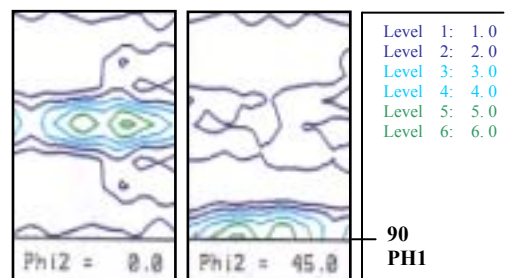 Level 1: 1.0
Level 2: 2.0
Level 3: 3.0
Level 4: 4.0
Level 5: 5.0
Level 6: 6.0
90
PH1
Phi2 = 0.0
Phi2 = 45.0